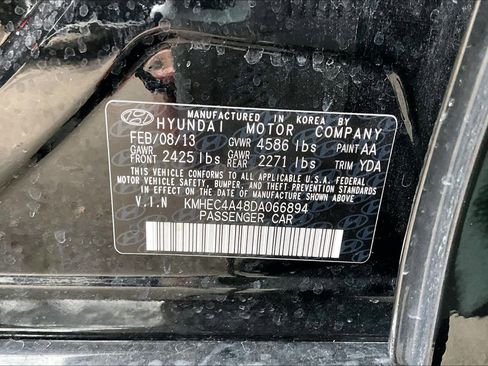 MANUFACTURED IN KOREA BY
HYUNDAI MOTOR COMPANY
FEB/08/13 GVWR 4586 lbs PAINT AA
GAWR FRONT 2425 lbs GAWR REAR 2271 lbs TRIM YDA
THIS VEHICLE CONFORMS TO ALL APPLICABLE U.S.A FEDERAL
MOTOR VEHICLE SAFETY, BUMPER, AND THEFT PREVENTION STANDARDS
IN EFFECT ON THE DATE OF MANUFACTURE SHOWN ABOVE.
V.I.N KMHEC4A48DA066894
PASSENGER CAR